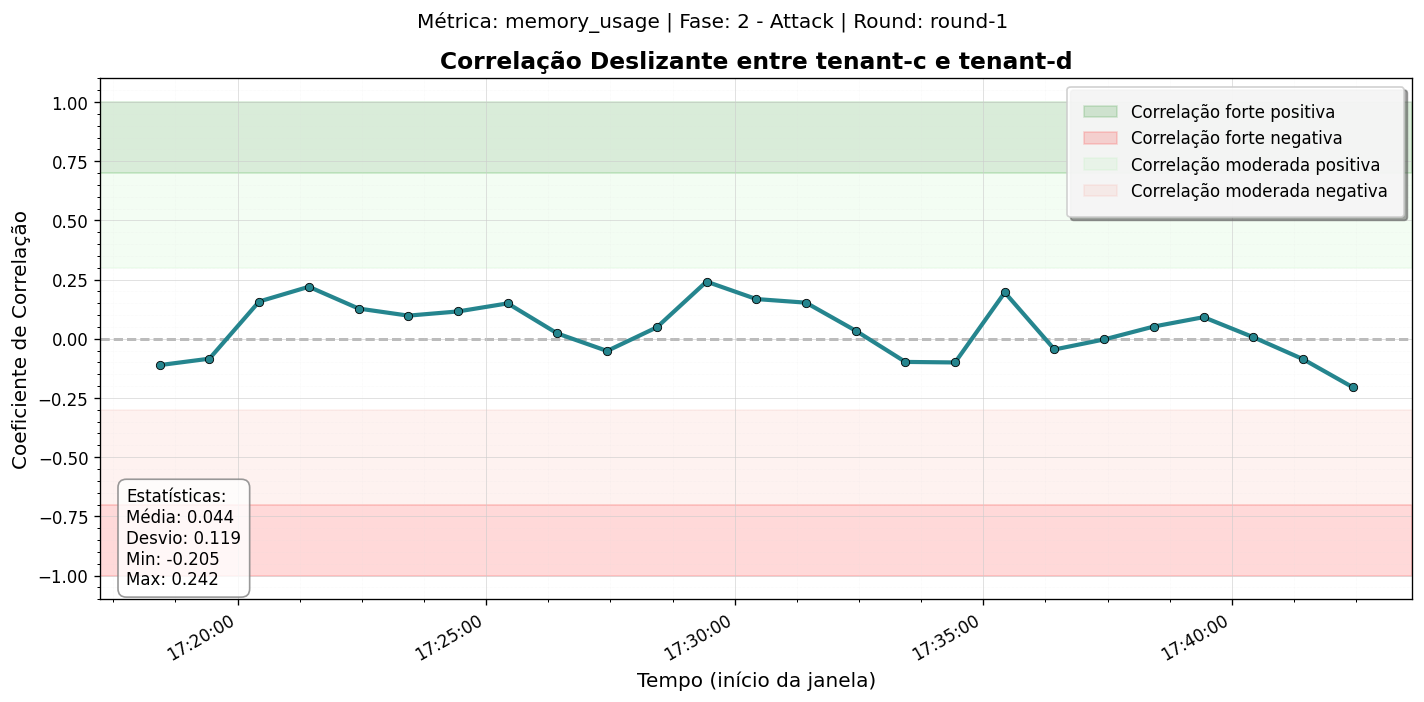 Métrica: memory_usage | Fase: 2 - Attack | Round: round-1
Correlação Deslizante entre tenant-c e tenant-d
Coeficiente de Correlação
1.00
0.75
0.50
0.25
0.00
−0.25
−0.50
−0.75
−1.00
Correlação forte positiva
Correlação forte negativa
Correlação moderada positiva
Correlação moderada negativa
Estatísticas:
Média: 0.044
Desvio: 0.119
Min: -0.205
Max: 0.242
17:20:00
17:25:00
17:30:00
17:35:00
17:40:00
Tempo (início da janela)